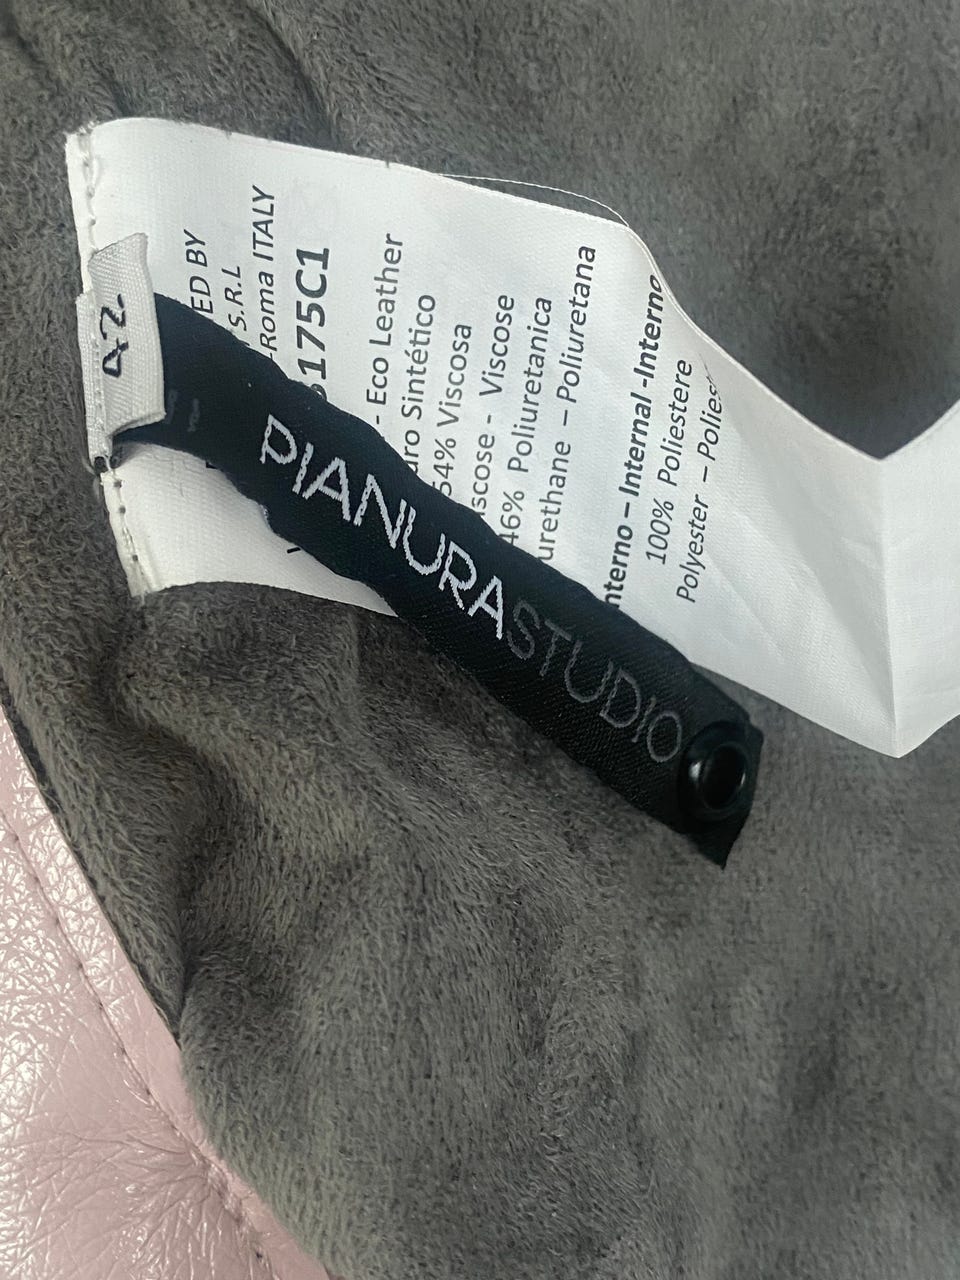 42
PIANURASTUDIO
ED BY
S.R.L
-Roma ITALY
175C1
- Eco Leather
uro Sintético
54% Viscosa
iscose - Viscose
46% Poliuretanica
urethane – Poliuretana
nterno – Internal -Interno
100% Poliestere
Polyester – Polies